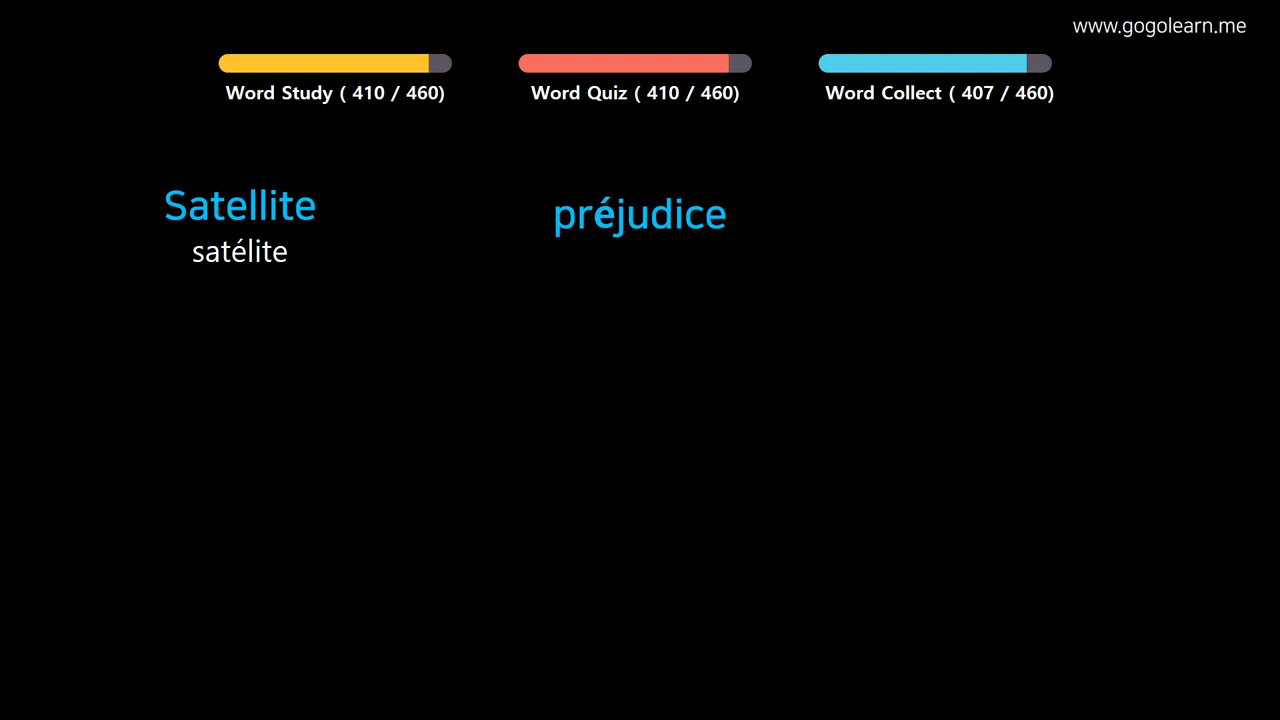 www.gogolearn.me
Word Study ( 410 / 460)
Word Quiz ( 410 / 460)
Word Collect ( 407 / 460)
Satellite
satélite
préjudice